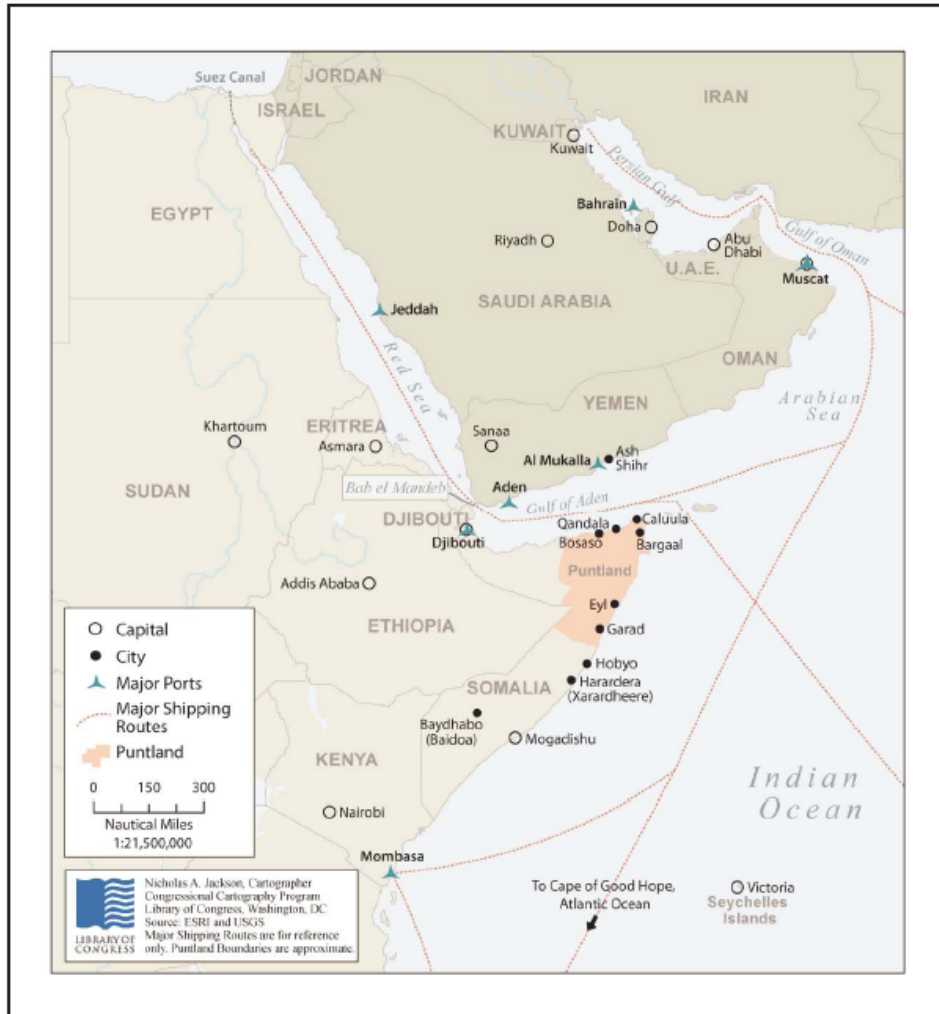 Suez Canal
JORDAN
ISRAEL
IRAN
KUWAIT
Kuwait
Persian Gulf
EGYPT
Bahrain
Doha
Riyadh
Abu
Dhabi
Gulf of Oman
U.A.E.
Muscat
SAUDI ARABIA
Jeddah
Red Sea
OMAN
Arabian
Sea
YEMEN
Khartoum
ERITREA
Asmara
Sanaa
Al Mukalla
Ash
Shihr
SUDAN
Aden
Bab el Mandeb
Gulf of Aden
DJIBOUTI
Djibouti
Qandala
Caluula
Bosaso
Bargaal
Puntland
Addis Ababa
Eyl
ETHIOPIA
Garad
Hobyo
SOMALIA
Harardera
(Xarardheere)
Baydhabo
(Baidoa)
Mogadishu
KENYA
Indian
Ocean
Nairobi
Mombasa
To Cape of Good Hope,
Atlantic Ocean
Victoria
Seychelles
Islands
Capital
City
Major Ports
Major Shipping
Routes
Puntland
0 150 300
Nautical Miles
1:21,500,000
LIBRARY OF
CONGRESS
Nicholas A. Jackson, Cartographer
Congressional Cartography Program
Library of Congress, Washington, DC
Source: ESRI and USGS
Major Shipping Routes are for reference
only. Puntland Boundaries are approximate.